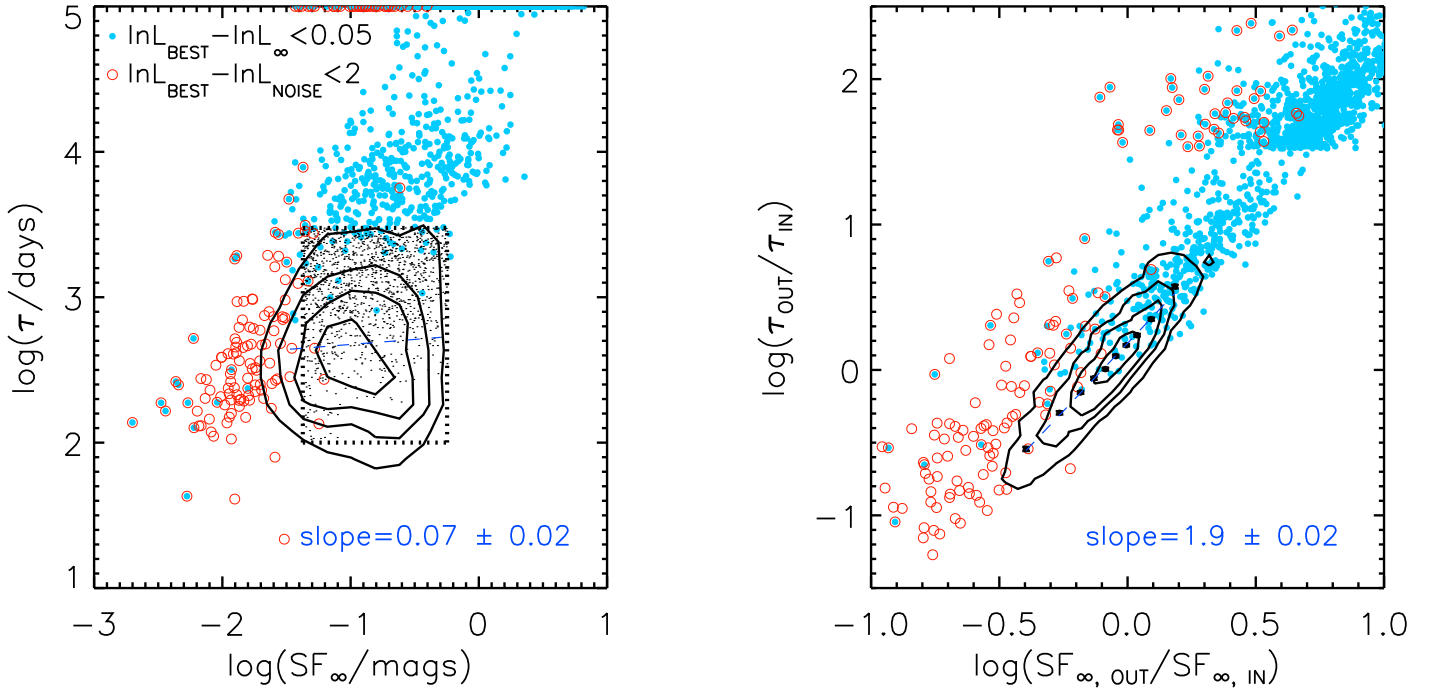 5
4
3
2
1
lnL_BEST−lnL_∞<0.05
lnL_BEST−lnL_NOISE<2
slope=0.07 ± 0.02
log(τ/days)
−3 −2 −1 0 1
log(SF_∞/mags)
2
1
0
−1
slope=1.9 ± 0.02
log(τ_OUT/τ_IN)
−1.0 −0.5 0.0 0.5 1.0
log(SF_∞, OUT/SF_∞, IN)